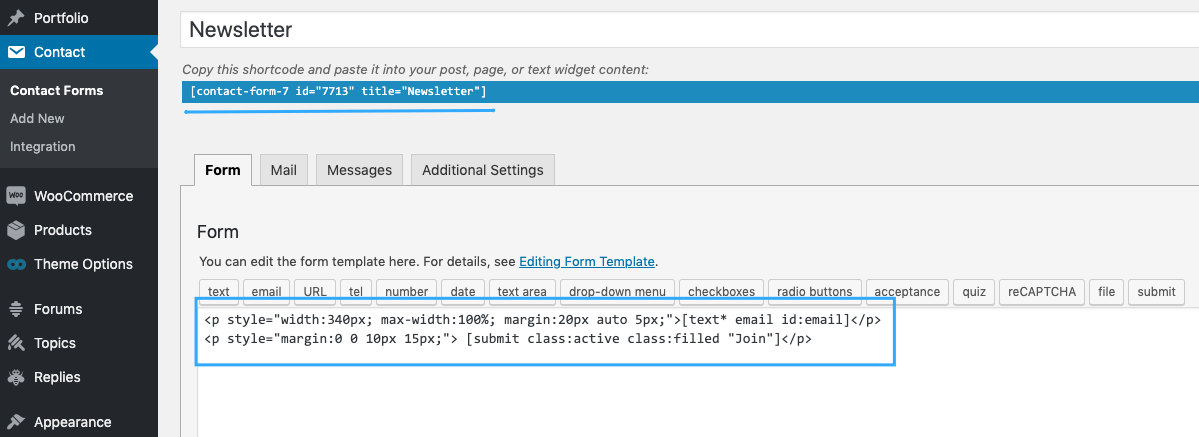 Portfolio
Contact
Contact Forms
Add New
Integration
WOO WooCommerce
Products
Theme Options
Forums
Topics
Replies
Appearance
Newsletter
Copy this shortcode and paste it into your post, page, or text widget content:
[contact-form-7 id="7713" title="Newsletter"]
Form Mail Messages Additional Settings
Form
You can edit the form template here. For details, see Editing Form Template.
text email URL tel number date text area drop-down menu checkboxes radio buttons acceptance quiz reCAPTCHA file submit
<p style="width:340px; max-width:100%; margin:20px auto 5px;">[text* email id:email]</p>
<p style="margin:0 0 10px 15px;"> [submit class:active class:filled "Join"]</p>